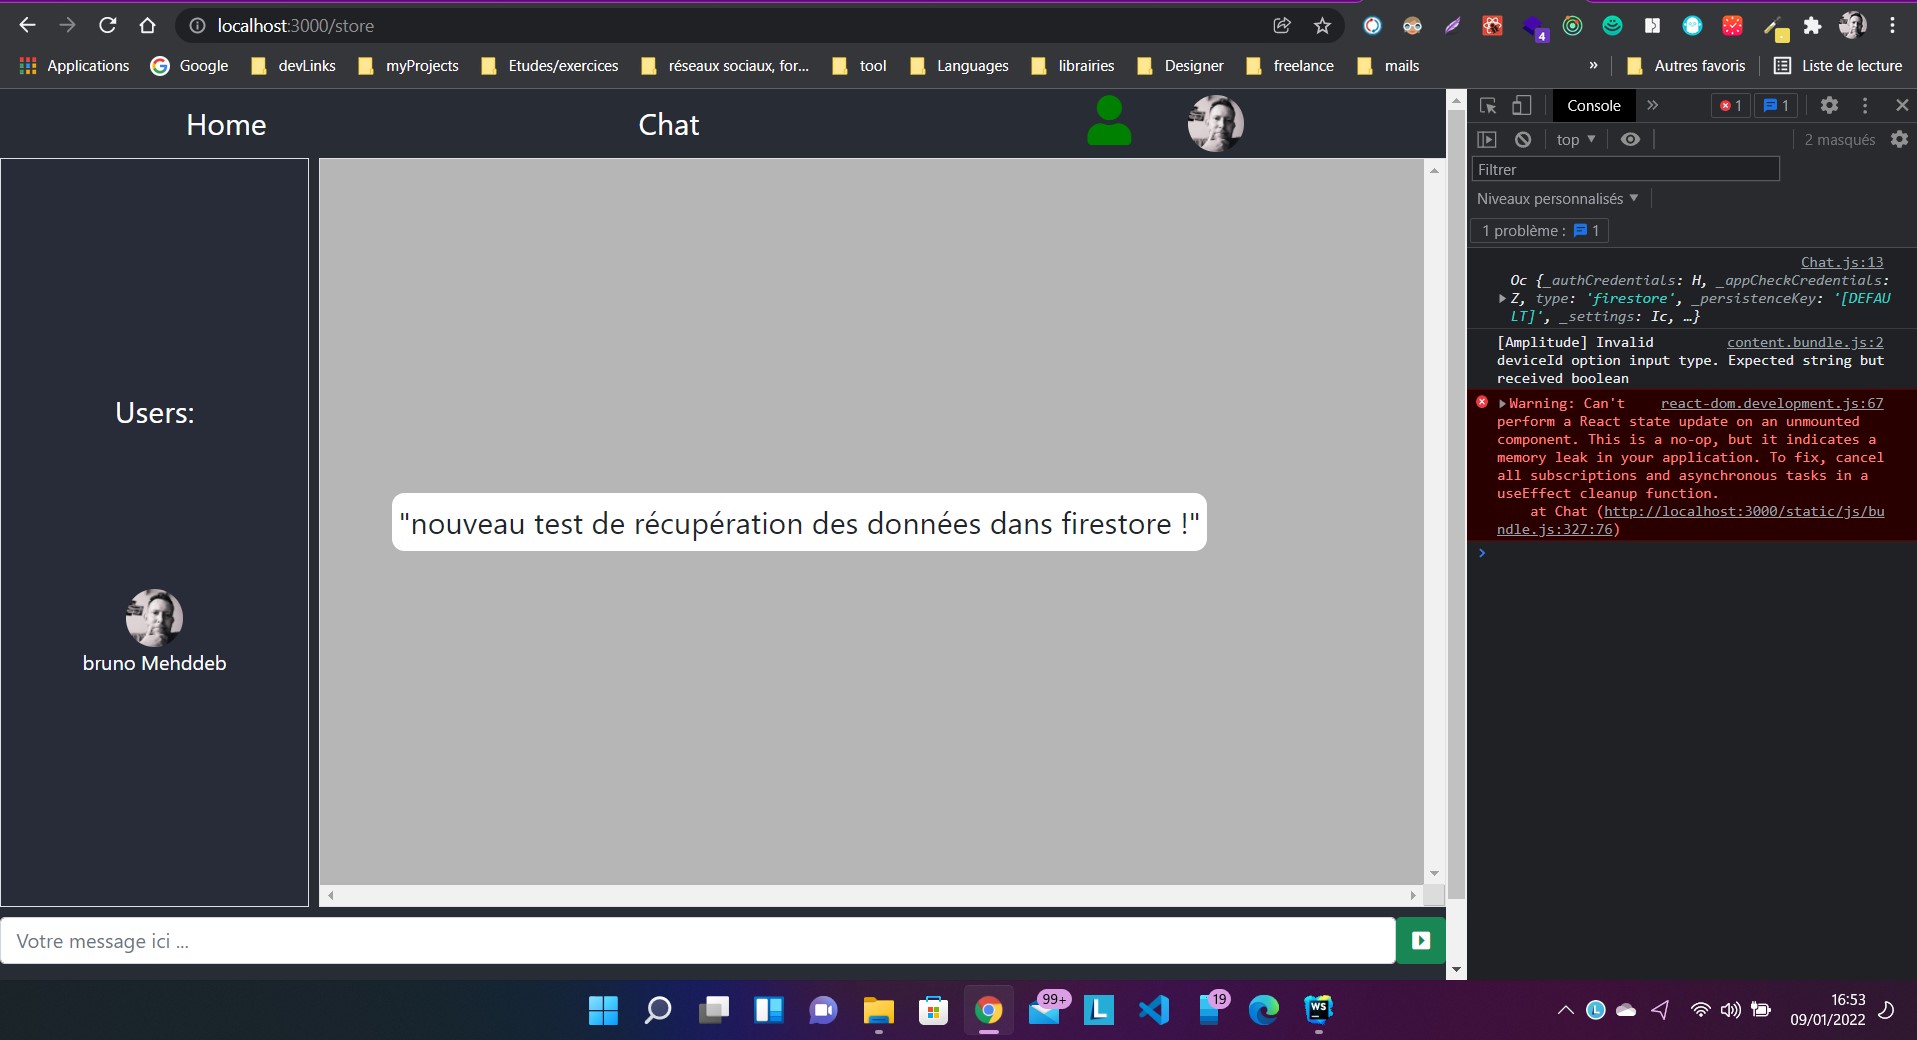 localhost:3000/store
4
Applications
Google
devLinks
myProjects
Etudes/exercices
réseaux sociaux, for...
tool
Languages
librairies
Designer
freelance
mails
»
Autres favoris
Liste de lecture
Home
Chat
Users:
bruno Mehddeb
"nouveau test de récupération des données dans firestore !"
Votre message ici ...
Console
»
1
1
top
2 masqués
Filtrer
Niveaux personnalisés
1 problème : 1
Chat.js:13
Oc {_authCredentials: H, _appCheckCredentials:
Z, type: 'firestore', _persistenceKey: '[DEFAU
LT]', _settings: Ic, …}
[Amplitude] Invalid content.bundle.js:2
deviceId option input type. Expected string but
received boolean
Warning: Can't react-dom.development.js:67
perform a React state update on an unmounted
component. This is a no-op, but it indicates a
memory leak in your application. To fix, cancel
all subscriptions and asynchronous tasks in a
useEffect cleanup function.
at Chat (http://localhost:3000/static/js/bu
ndle.js:327:76)
99+
L
19
WS
L
16:53
09/01/2022